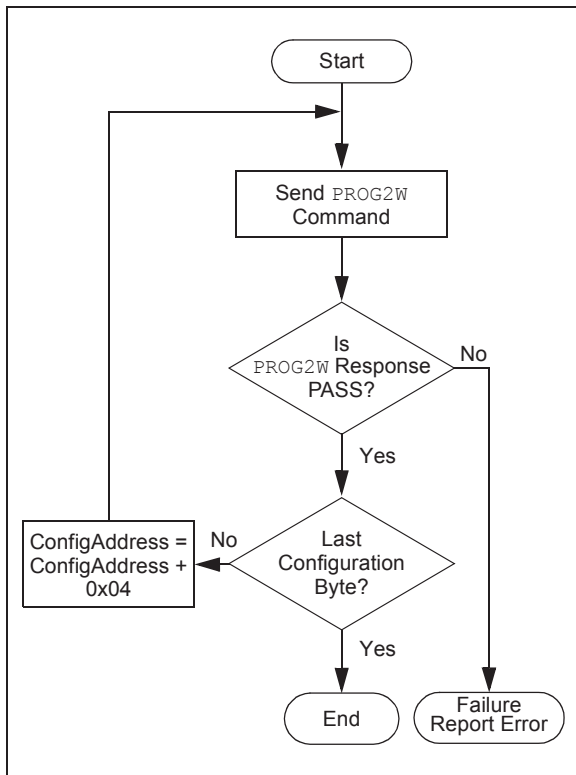 Start
Send PROG2W
Command
Is
PROG2W Response
PASS?
No
Yes
Last
Configuration
Byte?
No
ConfigAddress =
ConfigAddress +
0x04
Yes
End
Failure
Report Error